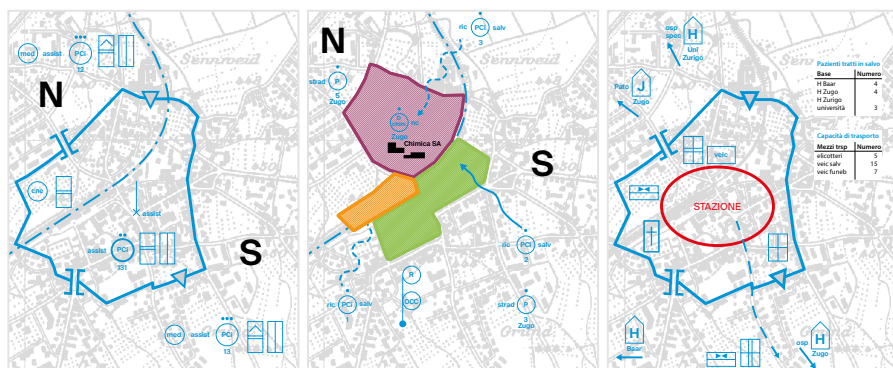 med
assist
PCi
12
N
cne
assist
assist
PCi
131
S
med
assist
PCi
13
N
ric
PCi
salv
3
strad
P
5
Zugo
D
chim
ric
Zugo
Chimica SA
S
ric
PCi
salv
2
R
OCC
ric
PCi
salv
1
strad
P
3
Zugo
osp
spec
H
Uni
Zurigo
Pato
J
Zugo
veic
STAZIONE
H
Baar
osp
H
Zugo
Pazienti tratti in salvo
Base Numero
H Baar 4
H Zugo 4
H Zurigo
università 3
Capacità di trasporto
Mezzi trsp Numero
elicotteri 5
veic salv 15
veic funeb 7